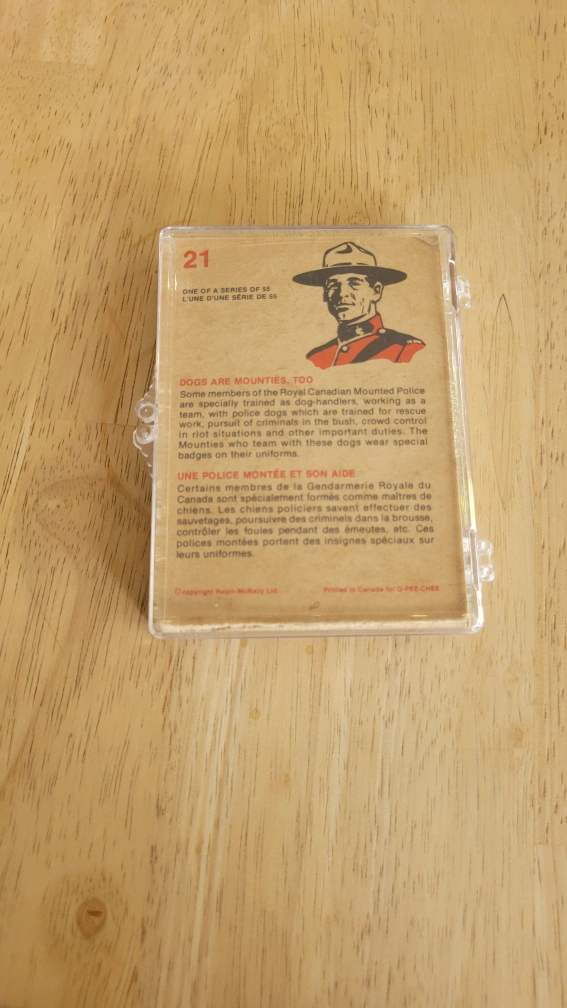 21
ONE OF A SERIES OF 55
L'UNE D'UNE SÉRIE DE 55
DOGS ARE MOUNTIES, TOO
Some members of the Royal Canadian Mounted Police
are specially trained as dog-handlers, working as a
team, with police dogs which are trained for rescue
work, pursuit of criminals in the bush, crowd control
in riot situations and other important duties. The
Mounties who team with these dogs wear special
badges on their uniforms.
UNE POLICE MONTÉE ET SON AIDE
Certains membres de la Gendarmerie Royale du
Canada sont spécialement formés comme maîtres de
chiens. Les chiens policiers savent effectuer des
sauvetages, poursuivre des criminels dans la brousse,
contrôler les foules pendant des émeutes, etc. Ces
polices montées portent des insignes spéciaux sur
leurs uniformes.
© copyright Rolph-McNally Ltd. Printed in Canada for O-PEE-CHEE